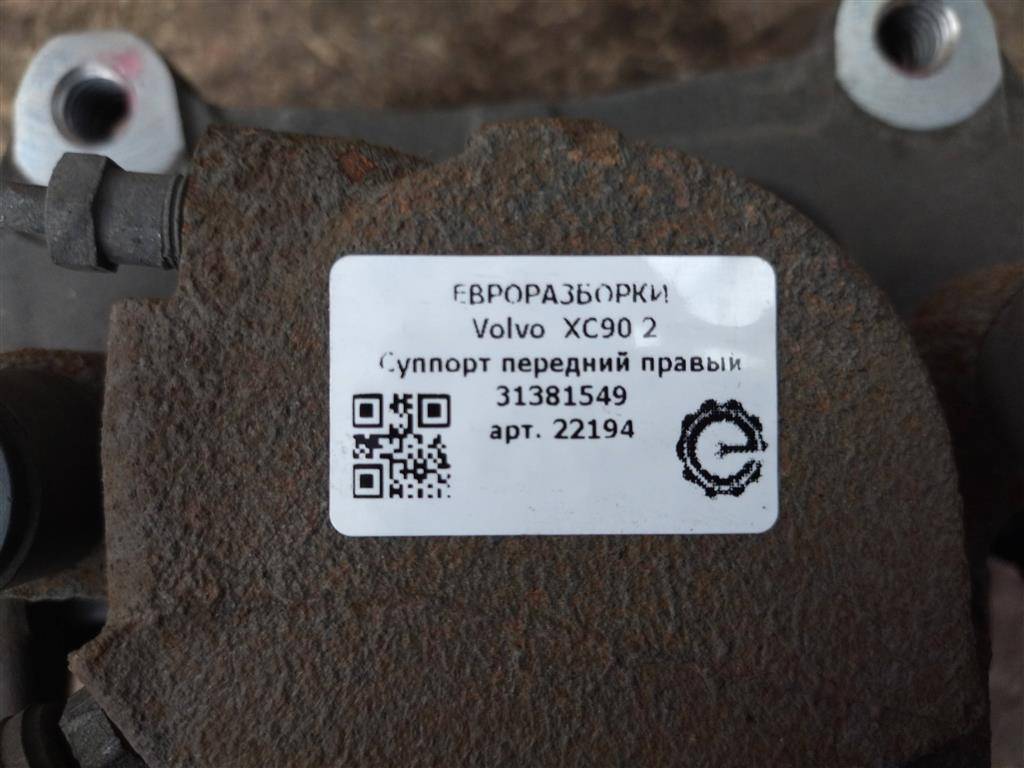 ЕВРОРАЗБОРКИ
Volvo XC90 2
Суппорт передний правый
31381549
арт. 22194